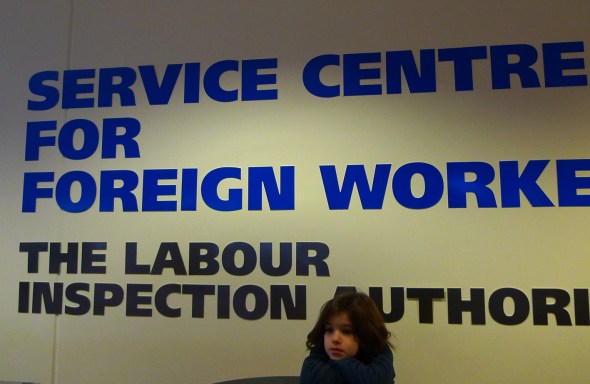 SERVICE CENTRE
FOR
FOREIGN WORKE
THE LABOUR
INSPECTION AUTHORI